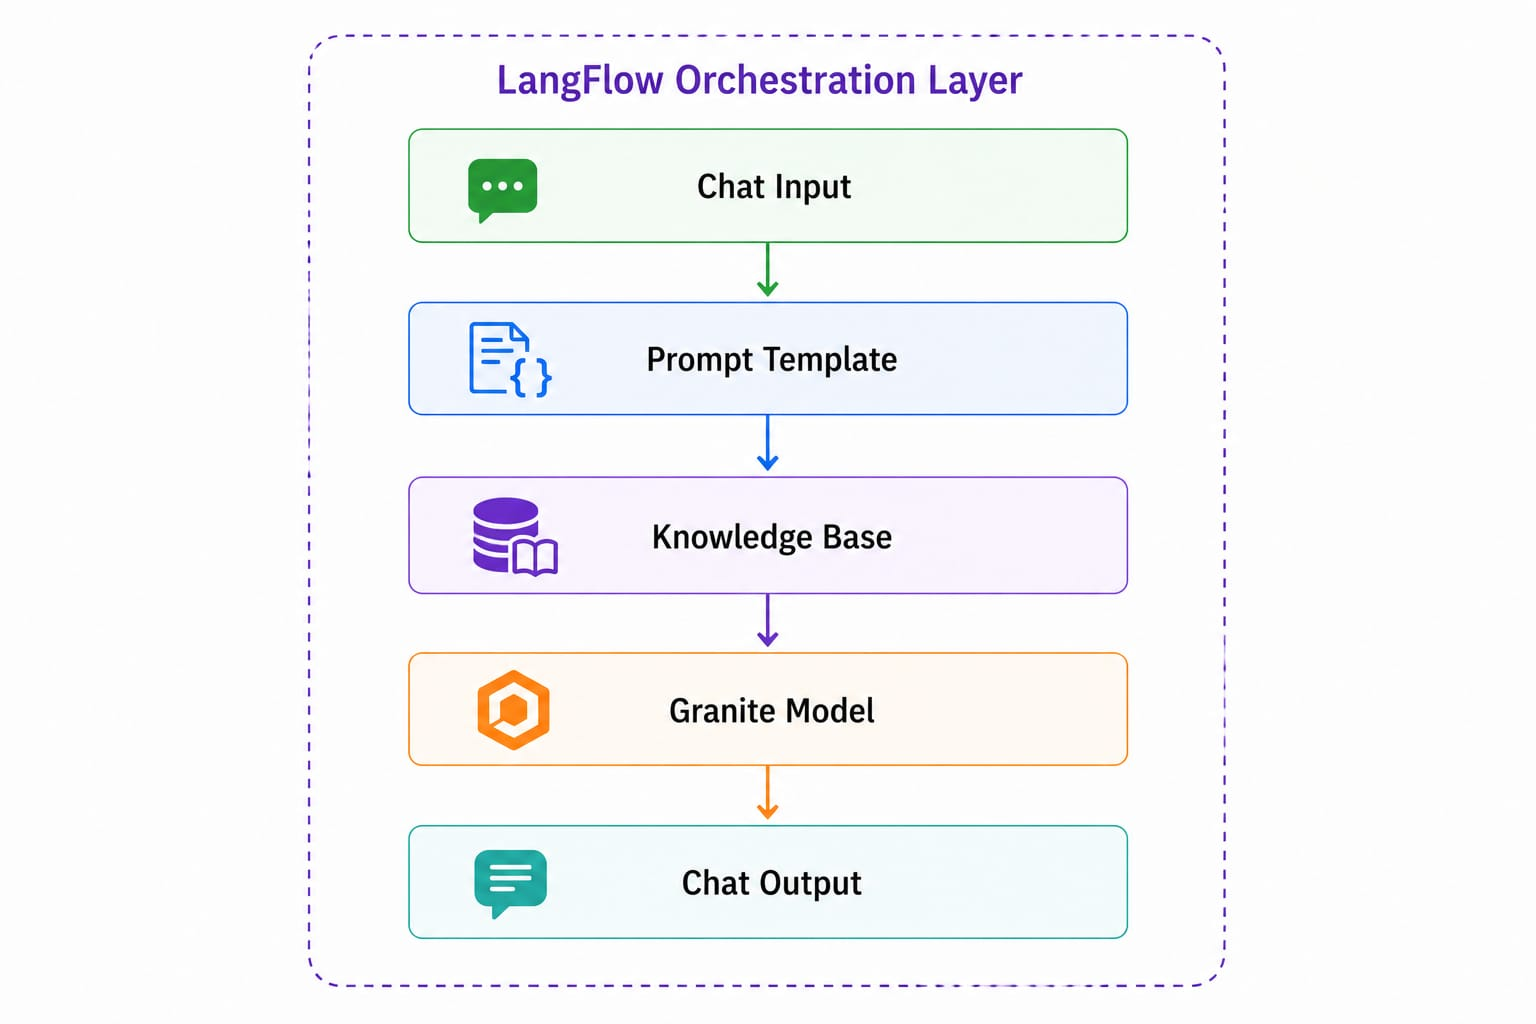 LangFlow Orchestration Layer
Chat Input
Prompt Template
{}
Knowledge Base
Granite Model
Chat Output